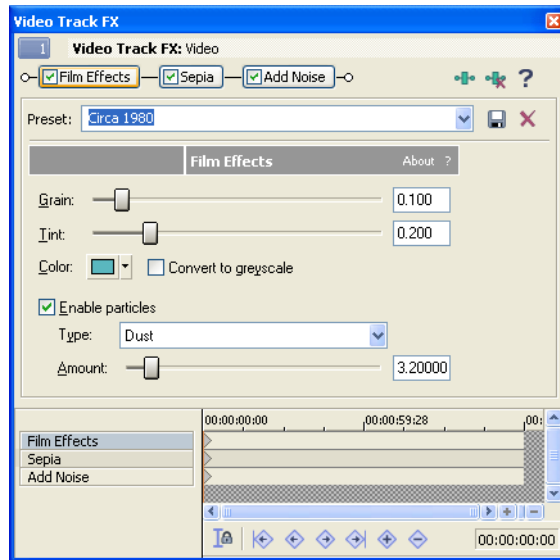 Video Track FX
1 Video Track FX: Video
Film Effects Sepia Add Noise ?
Preset: Circa 1980
Film Effects About ?
Grain: 0.100
Tint: 0.200
Color: Convert to greyscale
Enable particles
Type: Dust
Amount: 3.20000
00:00:00:00 00:00:59:28 00:
Film Effects
Sepia
Add Noise
00:00:00:00